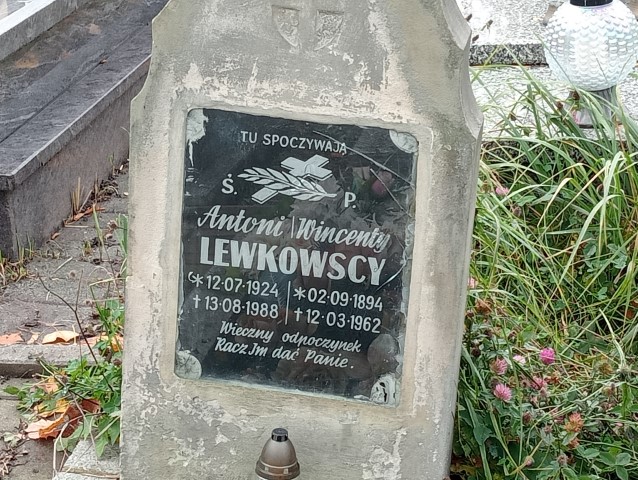 TU SPOCZYWAJĄ
Ś. P.
Antoni | Wincenty
LEWKOWSCY
*12·07·1924 | *02·09·1894
†13·08·1988 | †12·03·1962
Wieczny odpoczynek
Racz Im dać Panie.